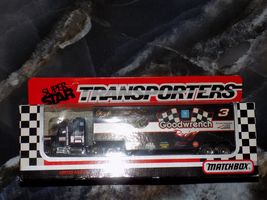 SUPER
STAR
TRANSPORTERS
Goodwrench
3
MATCHBOX